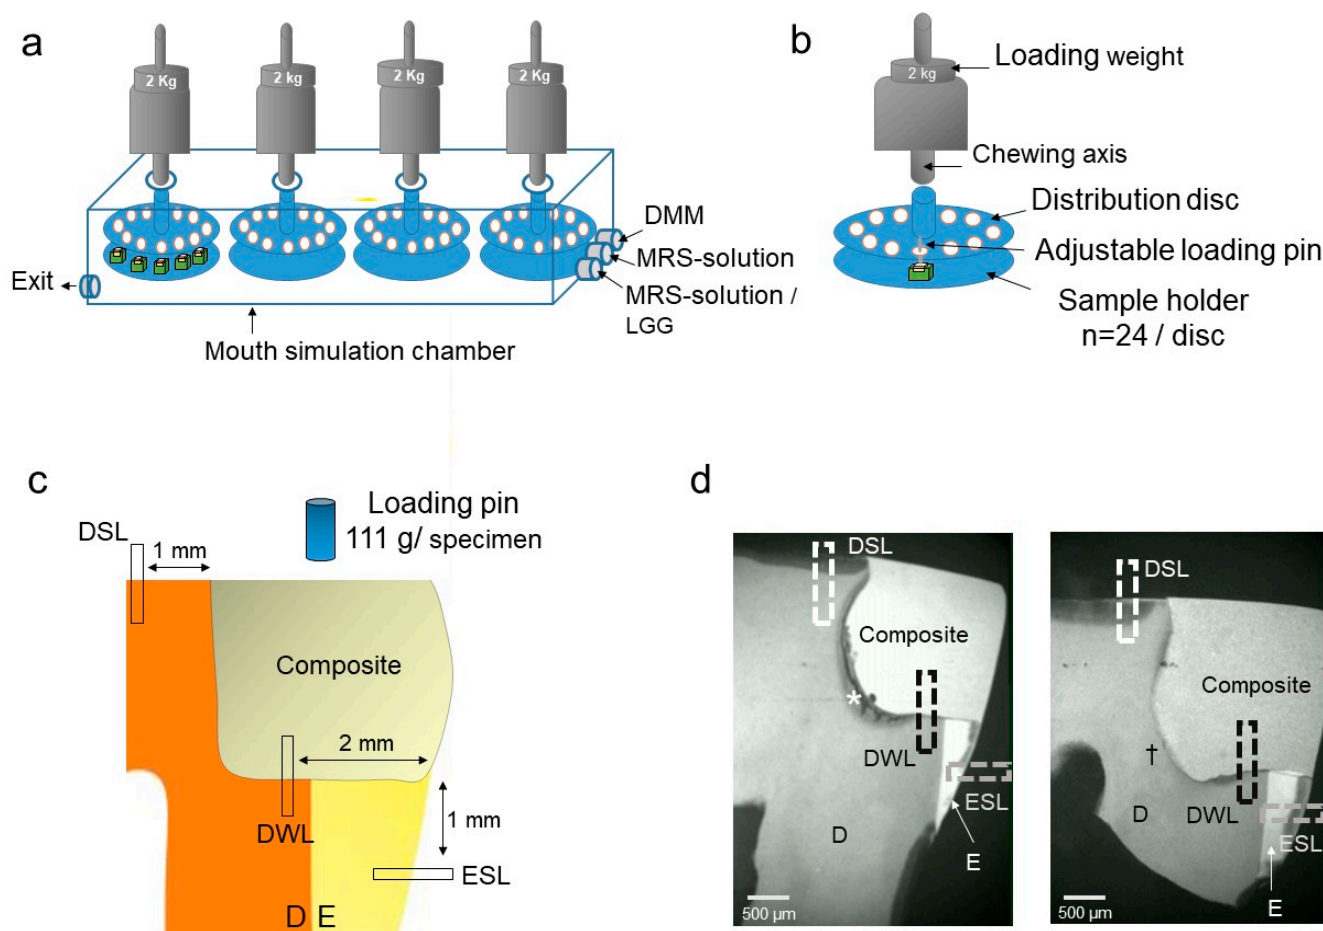 a
2 Kg
2 kg
2 Kg
2 kg
DMM
MRS-solution
MRS-solution /
LGG
Exit
Mouth simulation chamber
b
2 kg
Loading weight
Chewing axis
Distribution disc
Adjustable loading pin
Sample holder
n=24 / disc
c
Loading pin
111 g/ specimen
DSL
1 mm
Composite
2 mm
DWL
1 mm
ESL
D E
d
DSL
Composite
*
DWL
ESL
D
E
500 µm
DSL
Composite
†
D
DWL
ESL
E
500 µm